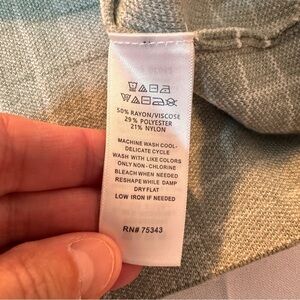 50% RAYON/VISCOSE
29% POLYESTER
21% NYLON
MACHINE WASH COOL-
DELICATE CYCLE
WASH WITH LIKE COLORS
ONLY NON-CHLORINE
BLEACH WHEN NEEDED
RESHAPE WHILE DAMP
DRY FLAT
LOW IRON IF NEEDED
RN# 75343